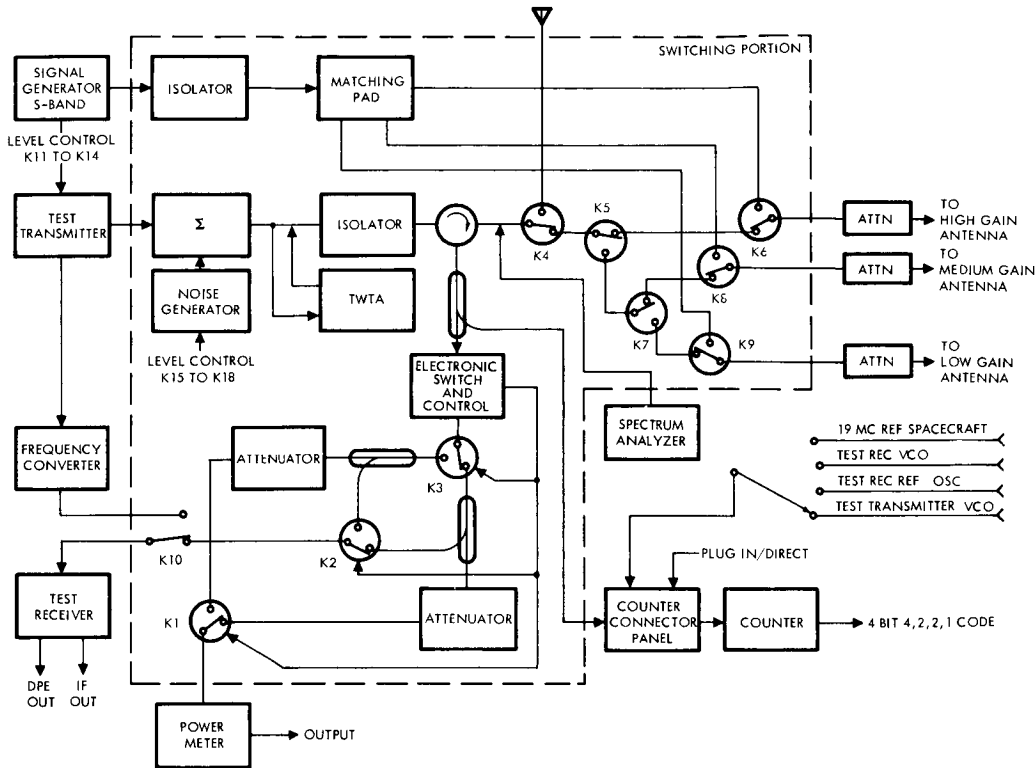 SWITCHING PORTION
SIGNAL
GENERATOR
S-BAND
ISOLATOR
MATCHING
PAD
LEVEL CONTROL
K11 TO K14
TEST
TRANSMITTER
Σ
ISOLATOR
K4
K5
K6
ATTN
TO
HIGH GAIN
ANTENNA
NOISE
GENERATOR
TWTA
K7
K8
ATTN
TO
MEDIUM GAIN
ANTENNA
LEVEL CONTROL
K15 TO K18
K9
ATTN
TO
LOW GAIN
ANTENNA
ELECTRONIC
SWITCH
AND
CONTROL
SPECTRUM
ANALYZER
FREQUENCY
CONVERTER
ATTENUATOR
K3
19 MC REF SPACECRAFT
TEST REC VCO
TEST REC REF OSC
TEST TRANSMITTER VCO
K10
K2
PLUG IN/DIRECT
TEST
RECEIVER
K1
ATTENUATOR
COUNTER
CONNECTOR
PANEL
COUNTER
4 BIT 4, 2, 2, 1 CODE
DPE
OUT
IF
OUT
POWER
METER
OUTPUT